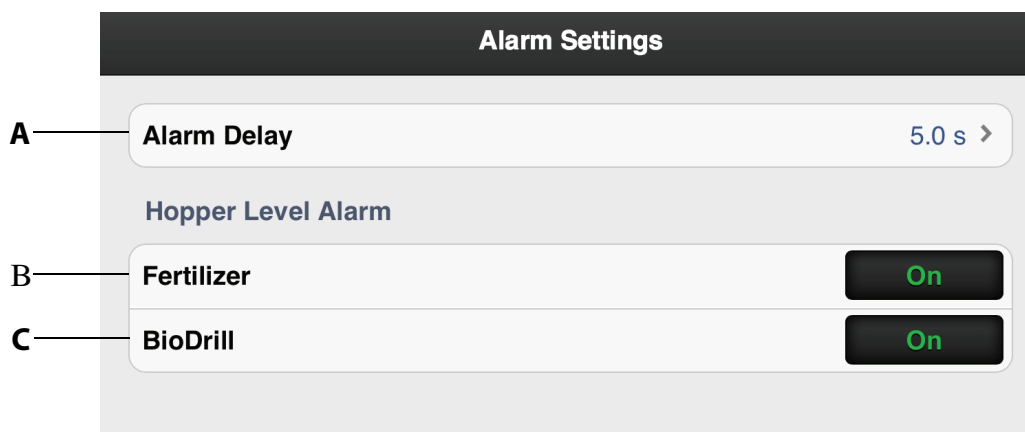 Alarm Settings
A Alarm Delay 5.0 s >
Hopper Level Alarm
B Fertilizer On
C BioDrill On